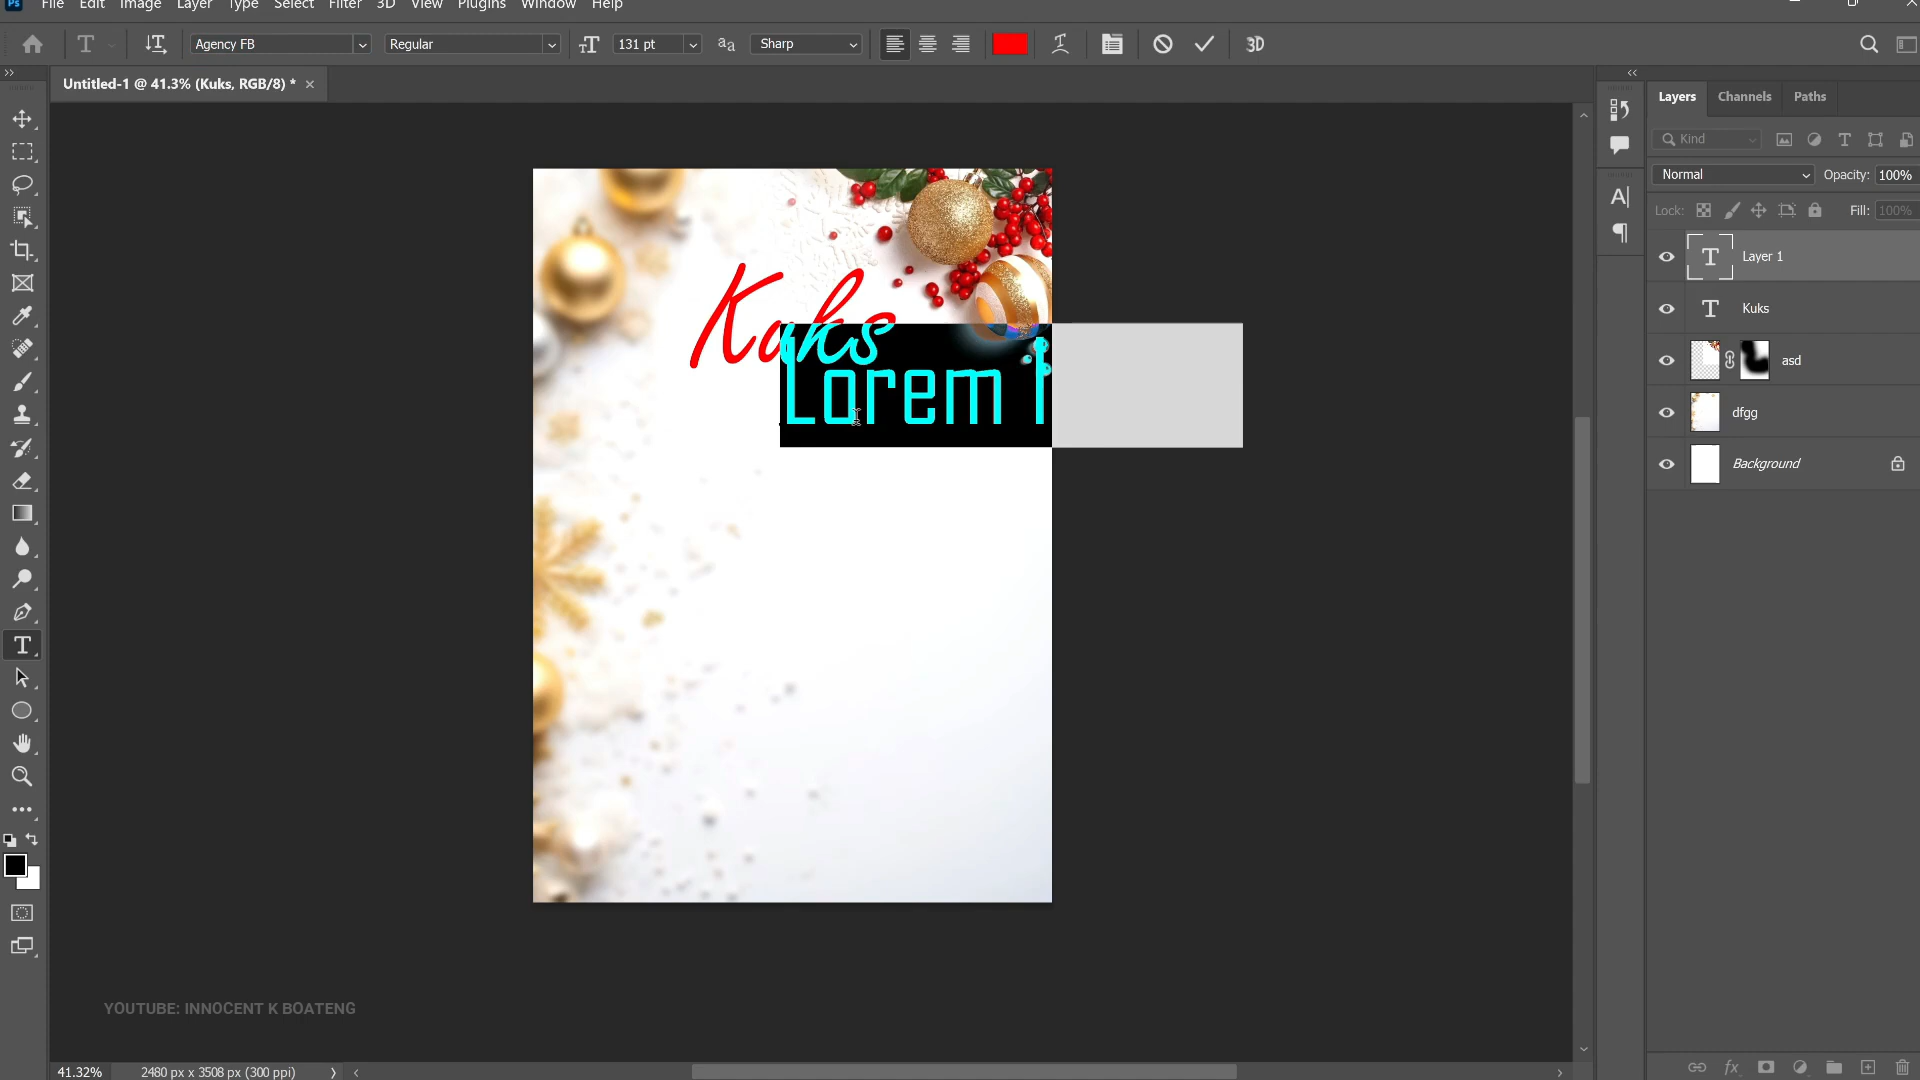 File Edit Image Layer Type Select Filter 3D View Plugins Window Help
Agency FB Regular 131 pt Sharp 3D
Untitled-1 @ 41.3% (Kuks, RGB/8) *
Kuks
Lorem I
Layers Channels Paths
Kind
Normal Opacity: 100%
Lock: Fill: 100%
Layer 1
Kuks
asd
dfgg
Background
YOUTUBE: INNOCENT K BOATENG
41.32% 2480 px x 3508 px (300 ppi)